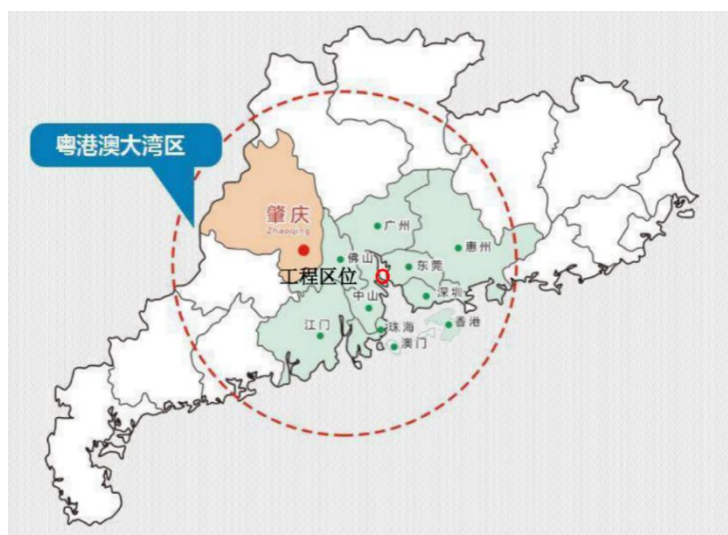 粤港澳大湾区
肇庆
Zhaoqing
广州
惠州
佛山
东莞
工程区位
深圳
中山
香港
江门
珠海
澳门